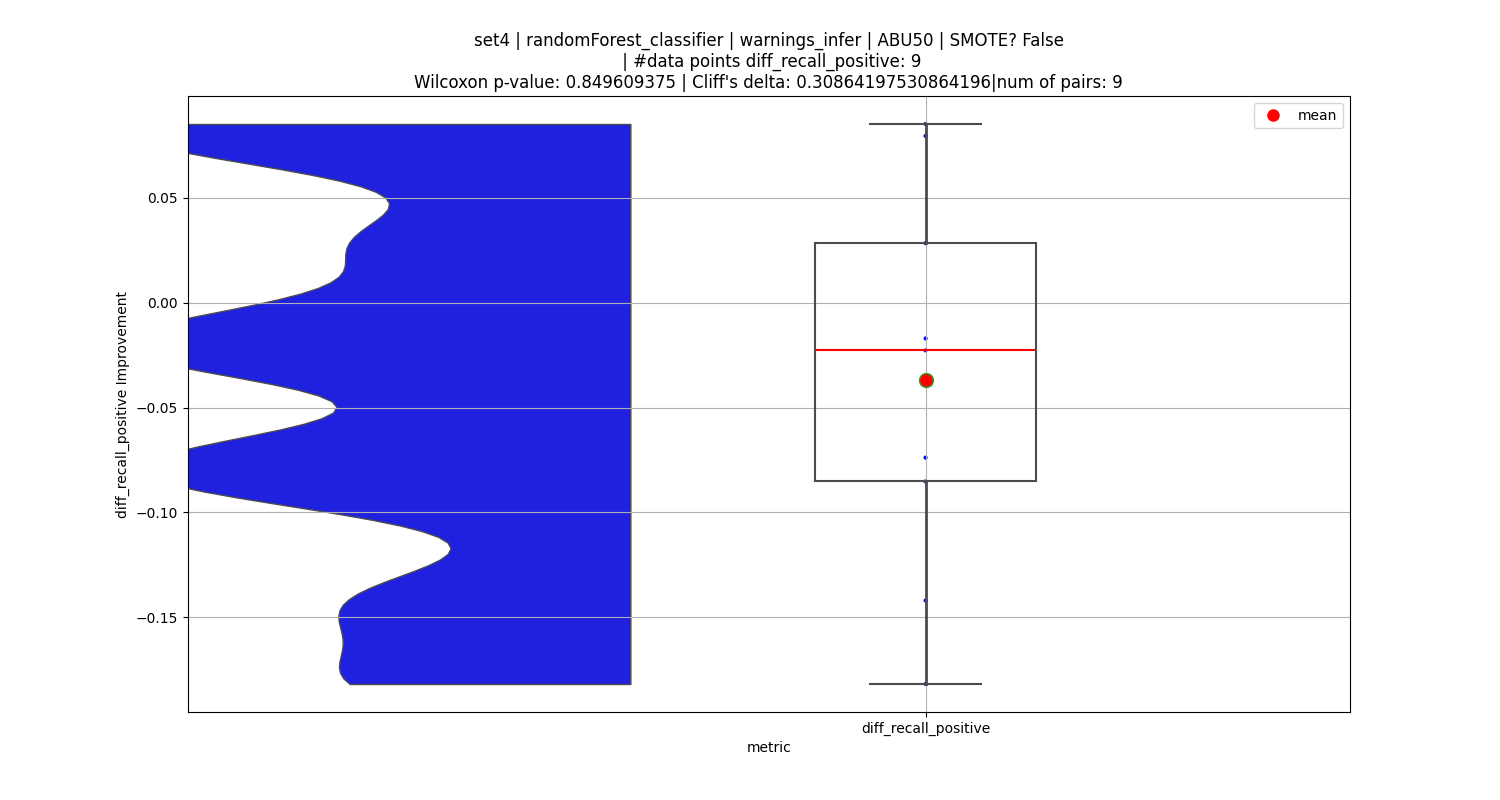 set4 | randomForest_classifier | warnings_infer | ABU50 | SMOTE? False
| #data points diff_recall_positive: 9
Wilcoxon p-value: 0.849609375 | Cliff's delta: 0.30864197530864196|num of pairs: 9
mean
0.05
0.00
−0.05
−0.10
−0.15
diff_recall_positive Improvement
diff_recall_positive
metric